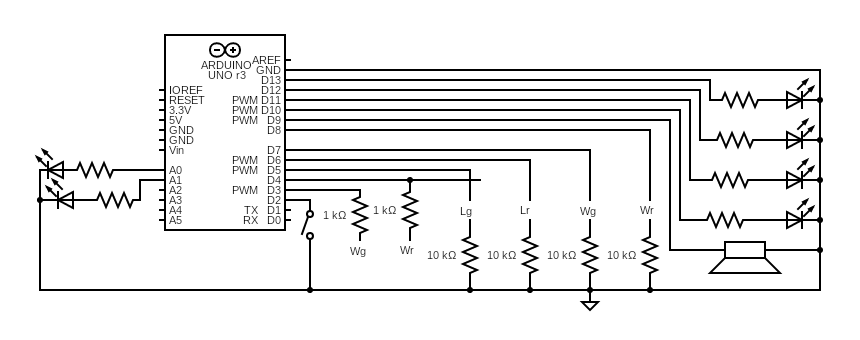 ARDUINO
UNO r3
AREF
GND
D13
D12
IOREF
RESET
PWM D11
3.3V
PWM D10
5V
PWM D9
GND
D8
GND
Vin
D7
PWM D6
A0
PWM D5
A1
D4
A2
PWM D3
A3
D2
A4
TX D1
A5
RX D0
1 kΩ
1 kΩ
Lg
Lr
Wg
Wr
Wg
Wr
10 kΩ
10 kΩ
10 kΩ
10 kΩ